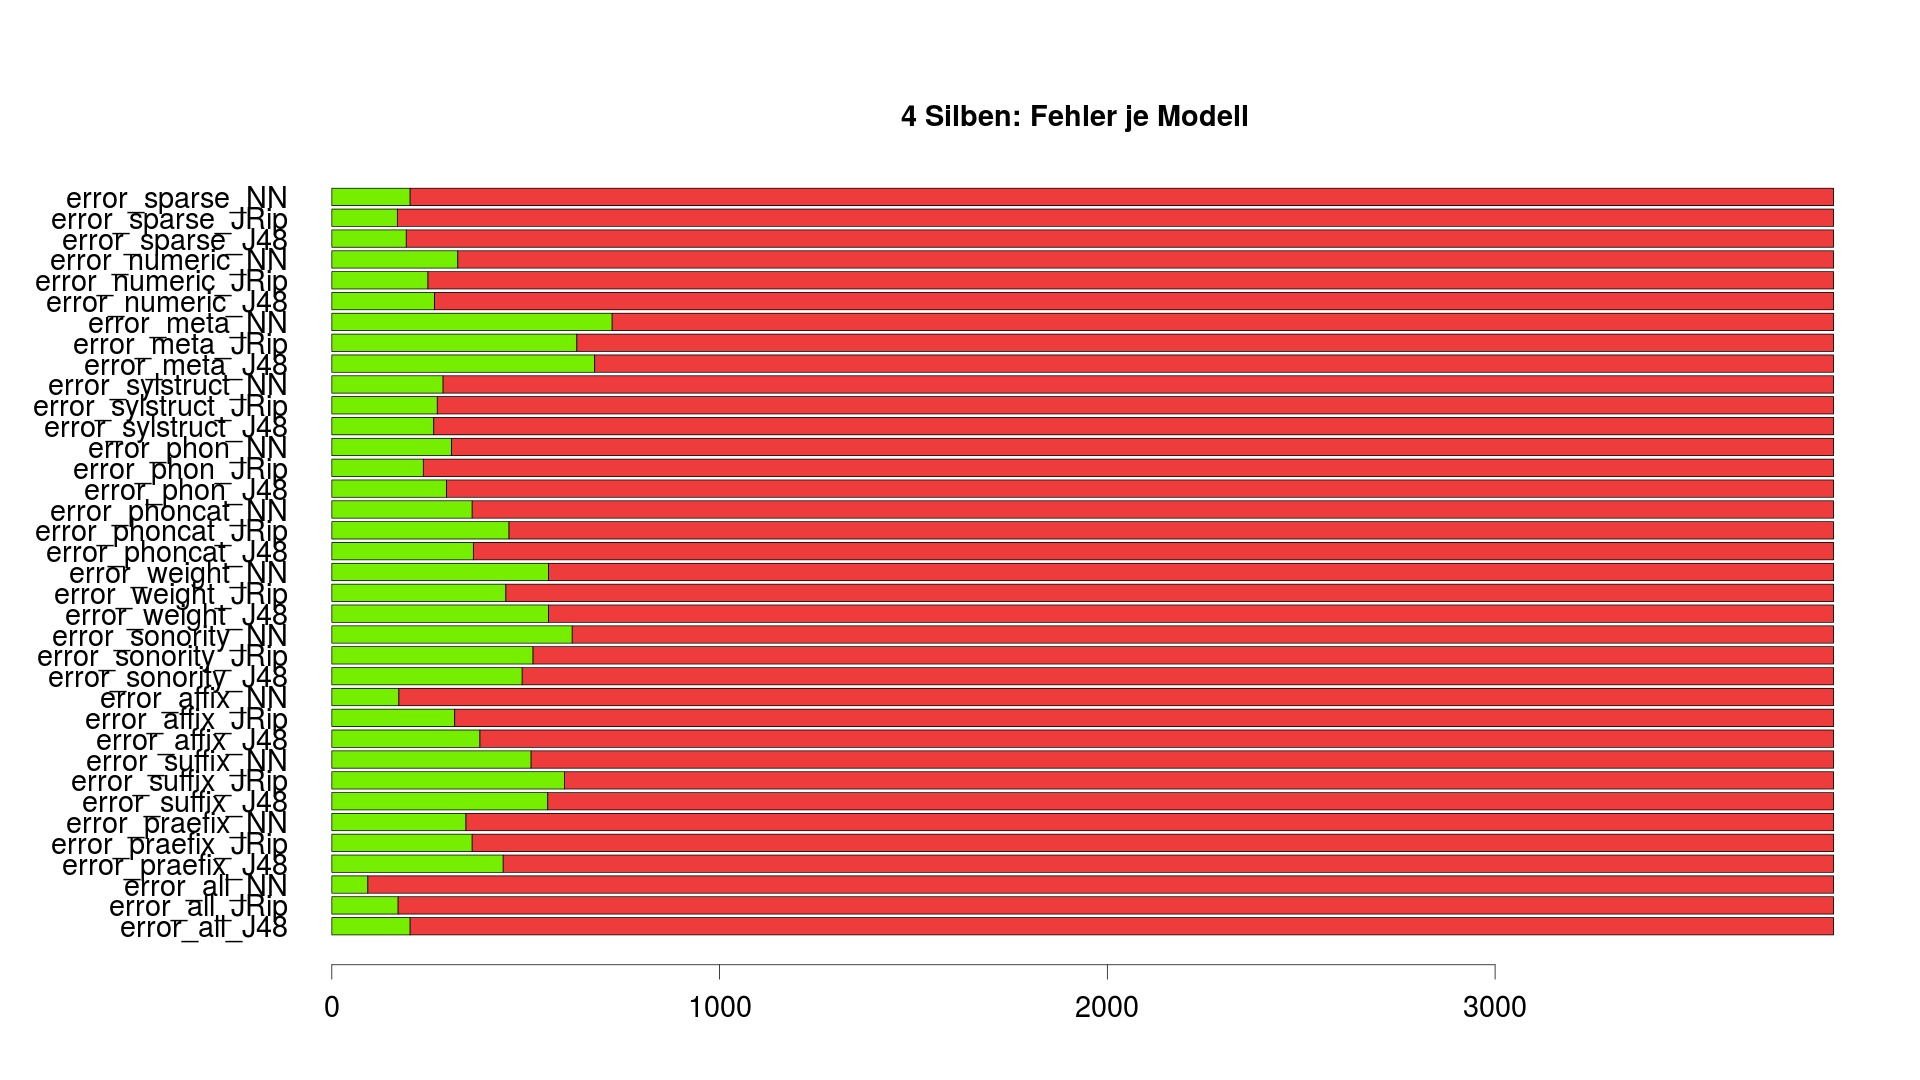 4 Silben: Fehler je Modell
error_sparse_NN
error_sparse_JRip
error_sparse_J48
error_numeric_NN
error_numeric_JRip
error_numeric_J48
error_meta_NN
error_meta_JRip
error_meta_J48
error_sylstruct_NN
error_sylstruct_JRip
error_sylstruct_J48
error_phon_NN
error_phon_JRip
error_phon_J48
error_phoncat_NN
error_phoncat_JRip
error_phoncat_J48
error_weight_NN
error_weight_JRip
error_weight_J48
error_sonority_NN
error_sonority_JRip
error_sonority_J48
error_affix_NN
error_affix_JRip
error_affix_J48
error_suffix_NN
error_suffix_JRip
error_suffix_J48
error_praefix_NN
error_praefix_JRip
error_praefix_J48
error_all_NN
error_all_JRip
error_all_J48
0 1000 2000 3000